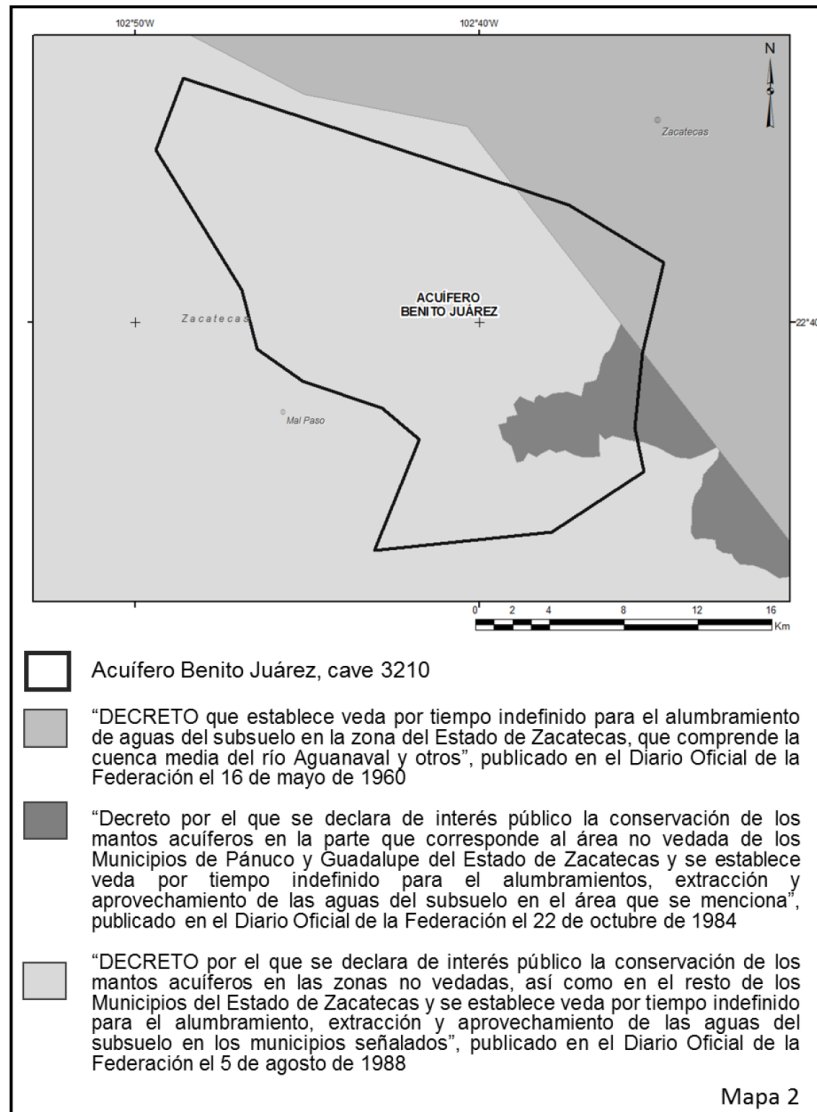 102°50'W 102°40'W
N
Zacatecas
ACUÍFERO
BENITO JUÁREZ
Zacatecas
22°40'
Mal Paso
0 2 4 8 12 16
Km
Acuífero Benito Juárez, cave 3210
“DECRETO que establece veda por tiempo indefinido para el alumbramiento
de aguas del subsuelo en la zona del Estado de Zacatecas, que comprende la
cuenca media del río Aguanaval y otros”, publicado en el Diario Oficial de la
Federación el 16 de mayo de 1960
“Decreto por el que se declara de interés público la conservación de los
mantos acuíferos en la parte que corresponde al área no vedada de los
Municipios de Pánuco y Guadalupe del Estado de Zacatecas y se establece
veda por tiempo indefinido para el alumbramientos, extracción y
aprovechamiento de las aguas del subsuelo en el área que se menciona”,
publicado en el Diario Oficial de la Federación el 22 de octubre de 1984
“DECRETO por el que se declara de interés público la conservación de los
mantos acuíferos en las zonas no vedadas, así como en el resto de los
Municipios del Estado de Zacatecas y se establece veda por tiempo indefinido
para el alumbramiento, extracción y aprovechamiento de las aguas del
subsuelo en los municipios señalados”, publicado en el Diario Oficial de la
Federación el 5 de agosto de 1988
Mapa 2